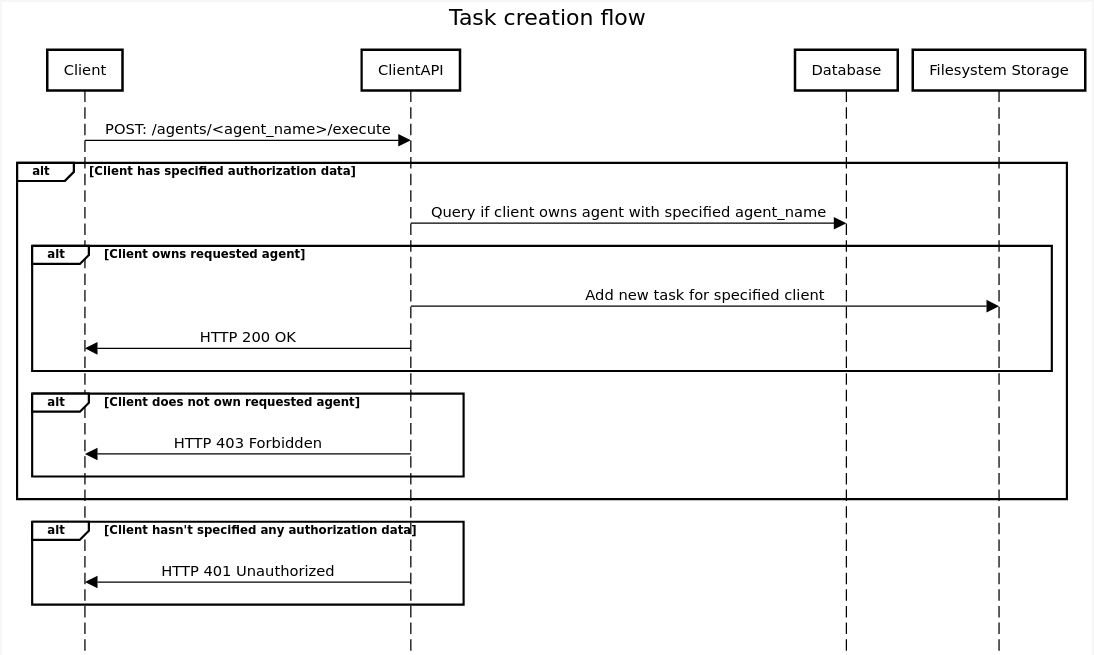 Task creation flow
Client
ClientAPI
Database
Filesystem Storage
POST: /agents/<agent_name>/execute
alt
[Client has specified authorization data]
Query if client owns agent with specified agent_name
alt
[Client owns requested agent]
Add new task for specified client
HTTP 200 OK
alt
[Client does not own requested agent]
HTTP 403 Forbidden
alt
[Client hasn't specified any authorization data]
HTTP 401 Unauthorized